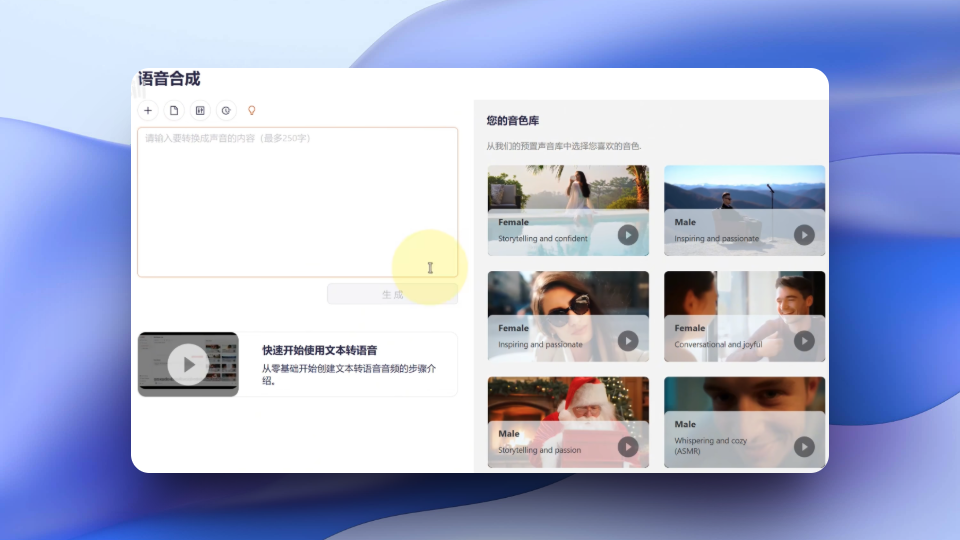 语音合成
请输入要转换成声音的内容（最多250字）
生 成
快速开始使用文本转语音
从零基础开始创建文本转语音音频的步骤介
绍。
您的音色库
从我们的预置声音库中选择您喜欢的音色.
Female
Storytelling and confident
Male
Inspiring and passionate
Female
Inspiring and passionate
Female
Conversational and joyful
Male
Storytelling and passion
Male
Whispering and cozy
(ASMR)